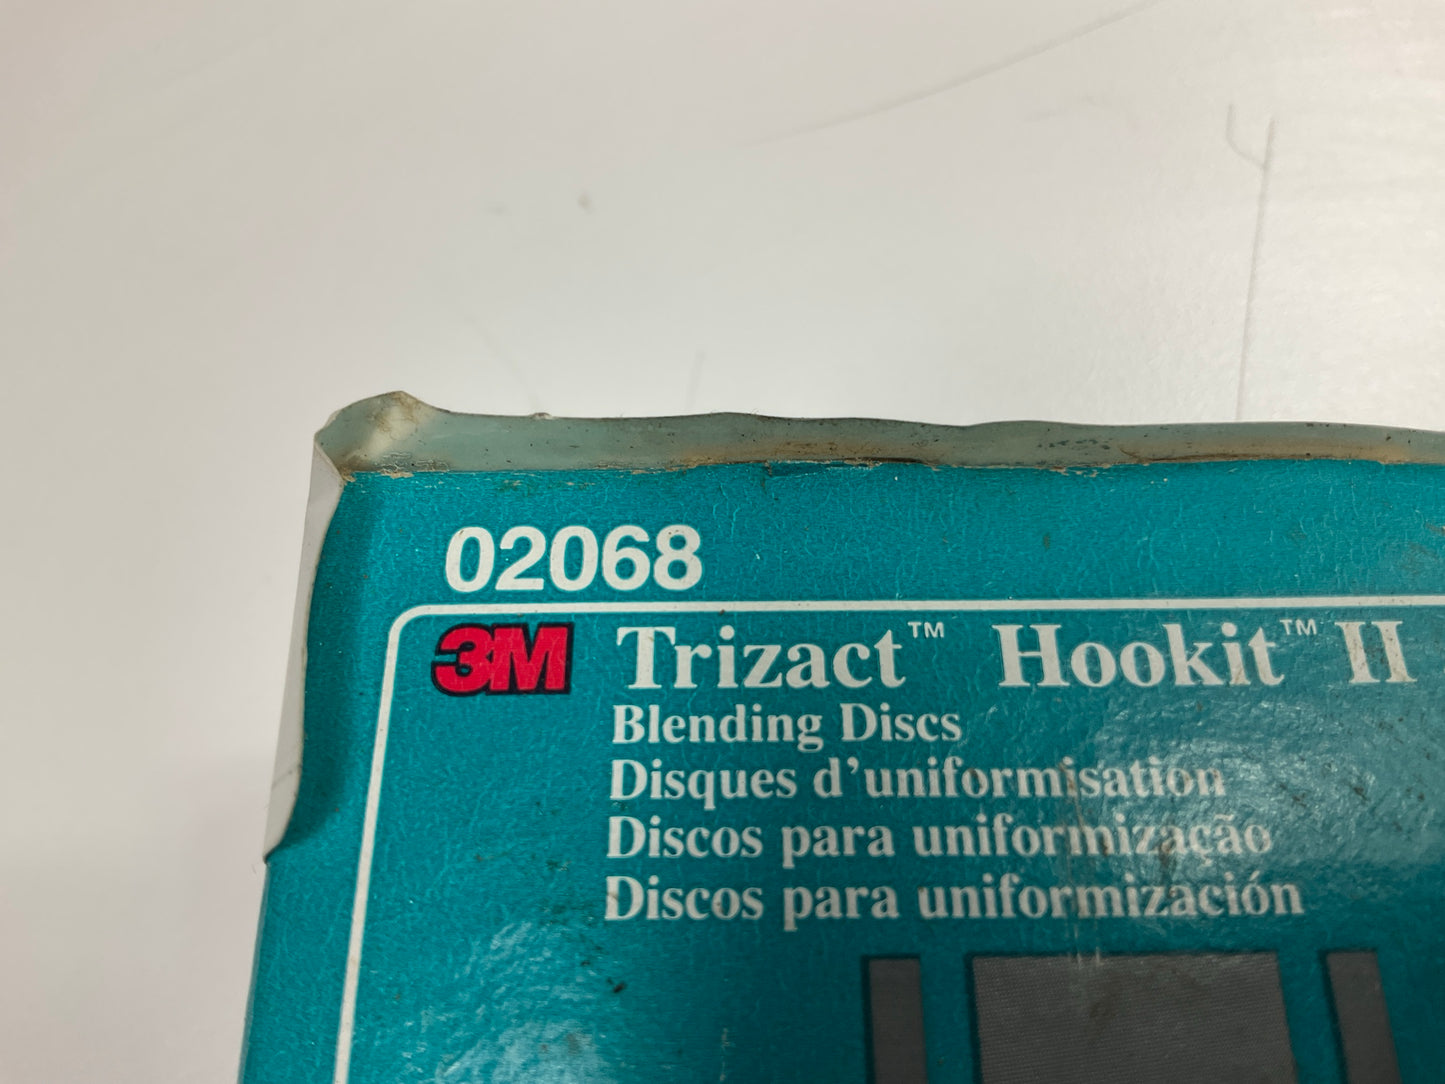 02068
3M Trizact™ Hookit™ II
Blending Discs
Disques d'uniformisation
Discos para uniformização
Discos para uniformización